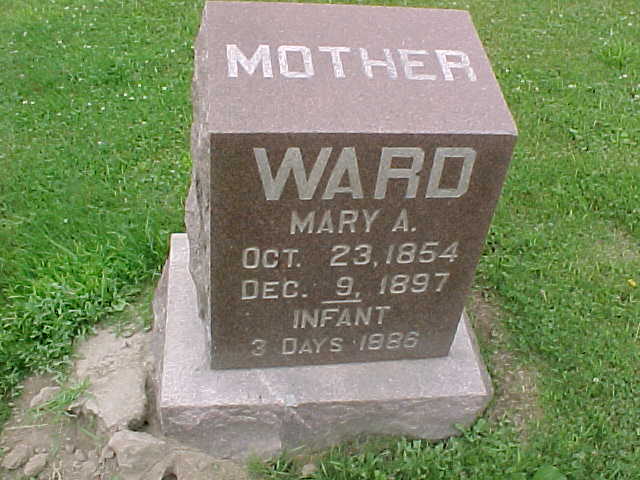 MOTHER
WARD
MARY A.
OCT. 23, 1854
DEC. 9, 1897
INFANT
3 DAYS 1886